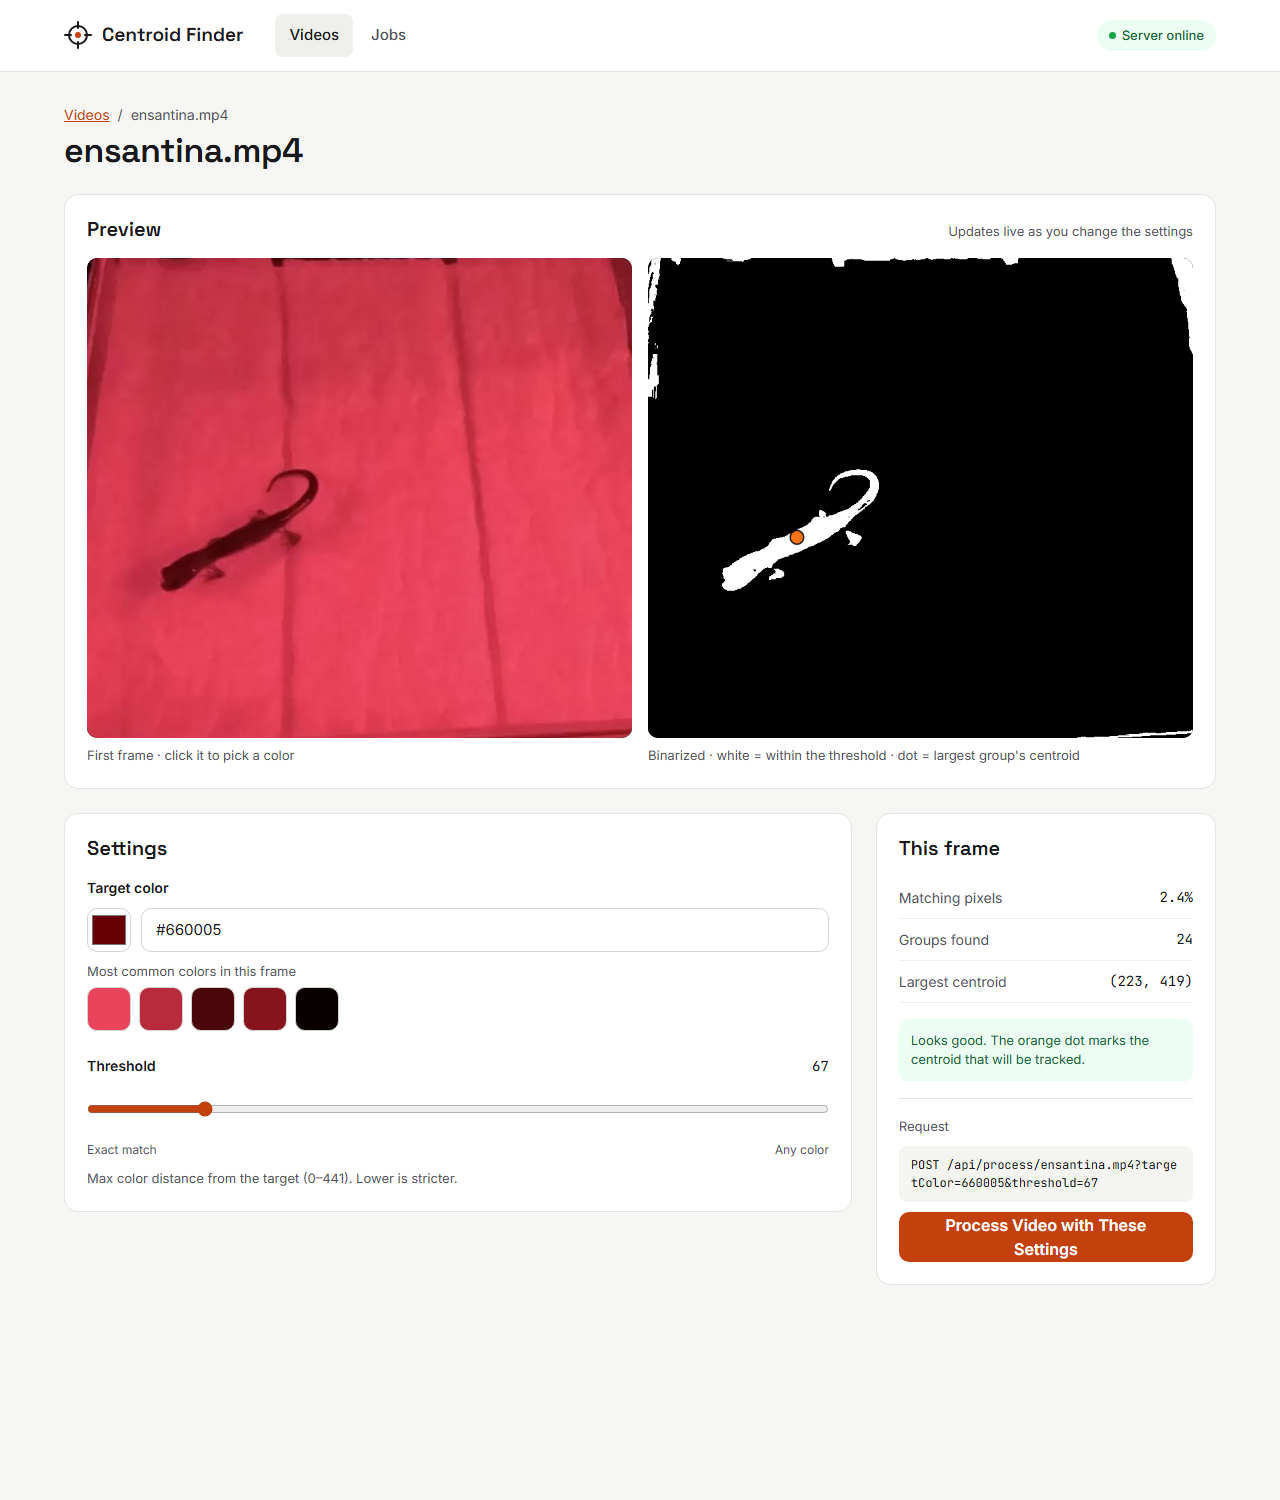 Centroid Finder
Videos
Jobs
Server online
Videos / ensantina.mp4
ensantina.mp4
Preview
Updates live as you change the settings
First frame · click it to pick a color
Binarized · white = within the threshold · dot = largest group's centroid
Settings
Target color
#660005
Most common colors in this frame
Threshold
67
Exact match
Any color
Max color distance from the target (0–441). Lower is stricter.
This frame
Matching pixels
2.4%
Groups found
24
Largest centroid
(223, 419)
Looks good. The orange dot marks the
centroid that will be tracked.
Request
POST /api/process/ensantina.mp4?targe
tColor=660005&threshold=67
Process Video with These
Settings